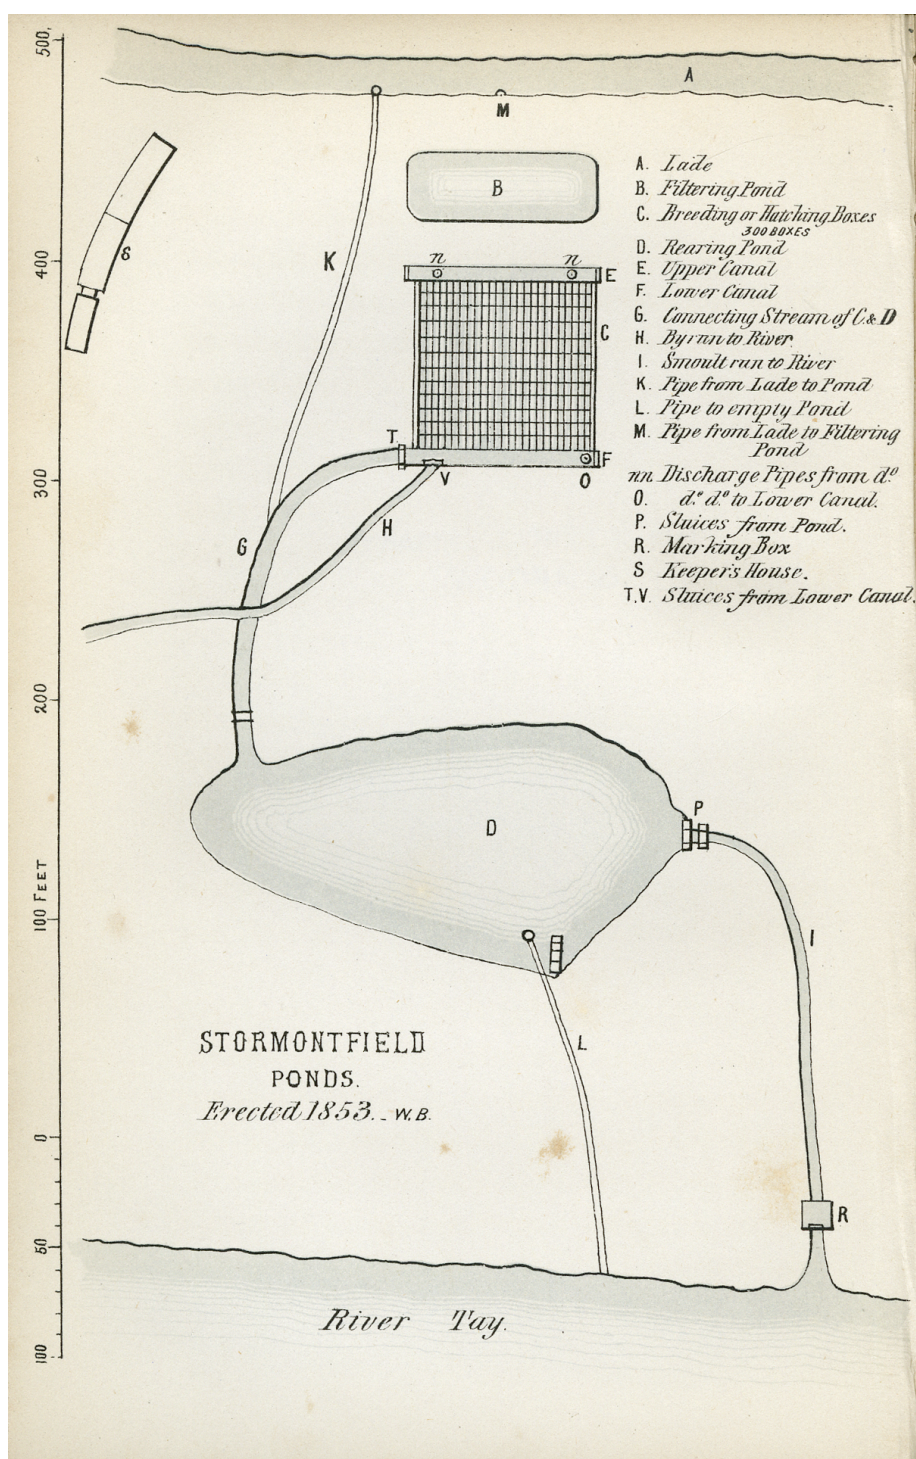 500.
A
M
B
A. Lade
B. Filtering Pond
C. Breeding or Hatching Boxes
300 BOXES
D. Rearing Pond
E. Upper Canal
F. Lower Canal
G. Connecting Stream of C & D
H. Byrun to River
I. Smoult run to River
K. Pipe from Lade to Pond
L. Pipe to empty Pond
M. Pipe from Lade to Filtering
Pond
nn Discharge Pipes from d.º
O. d.º d.º to Lower Canal.
P. Sluices from Pond.
R. Marking Box
S Keeper's House.
T.V. Sluices from Lower Canal.
S
400
K
n n
E
C
T
F
V
O
300
H
G
200
P
D
100 FEET
I
STORMONTFIELD
PONDS.
Erected 1853._ W.B.
L
0
R
50
River Tay.
100